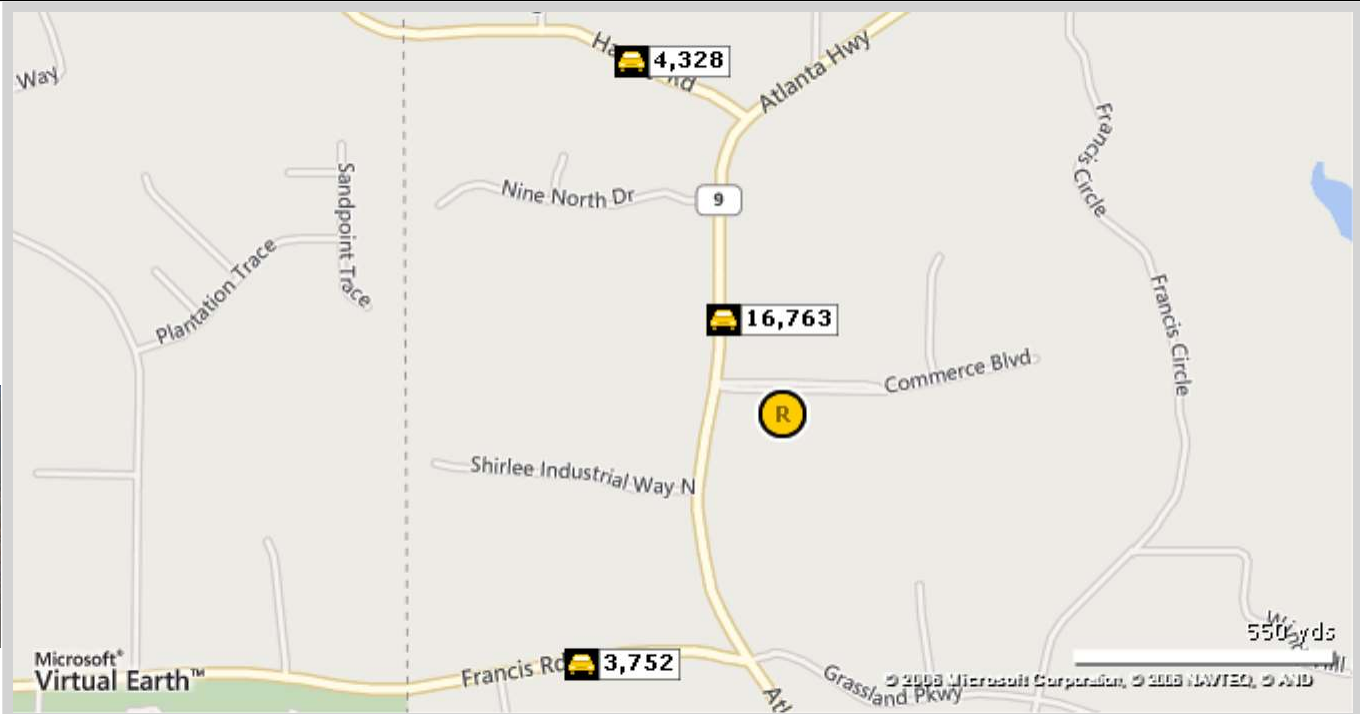 4,328
Atlanta Hwy
Way
Francis Circle
Sandpoint Trace
Nine North Dr
9
Plantation Trace
Francis Circle
16,763
Commerce Blvd
R
Shirlee Industrial Way N
550 yds
Microsoft®
Virtual Earth™
Francis Rd
3,752
Grassland Pkwy
© 2006 Microsoft Corporation, © 2006 NAVTEQ, © AND